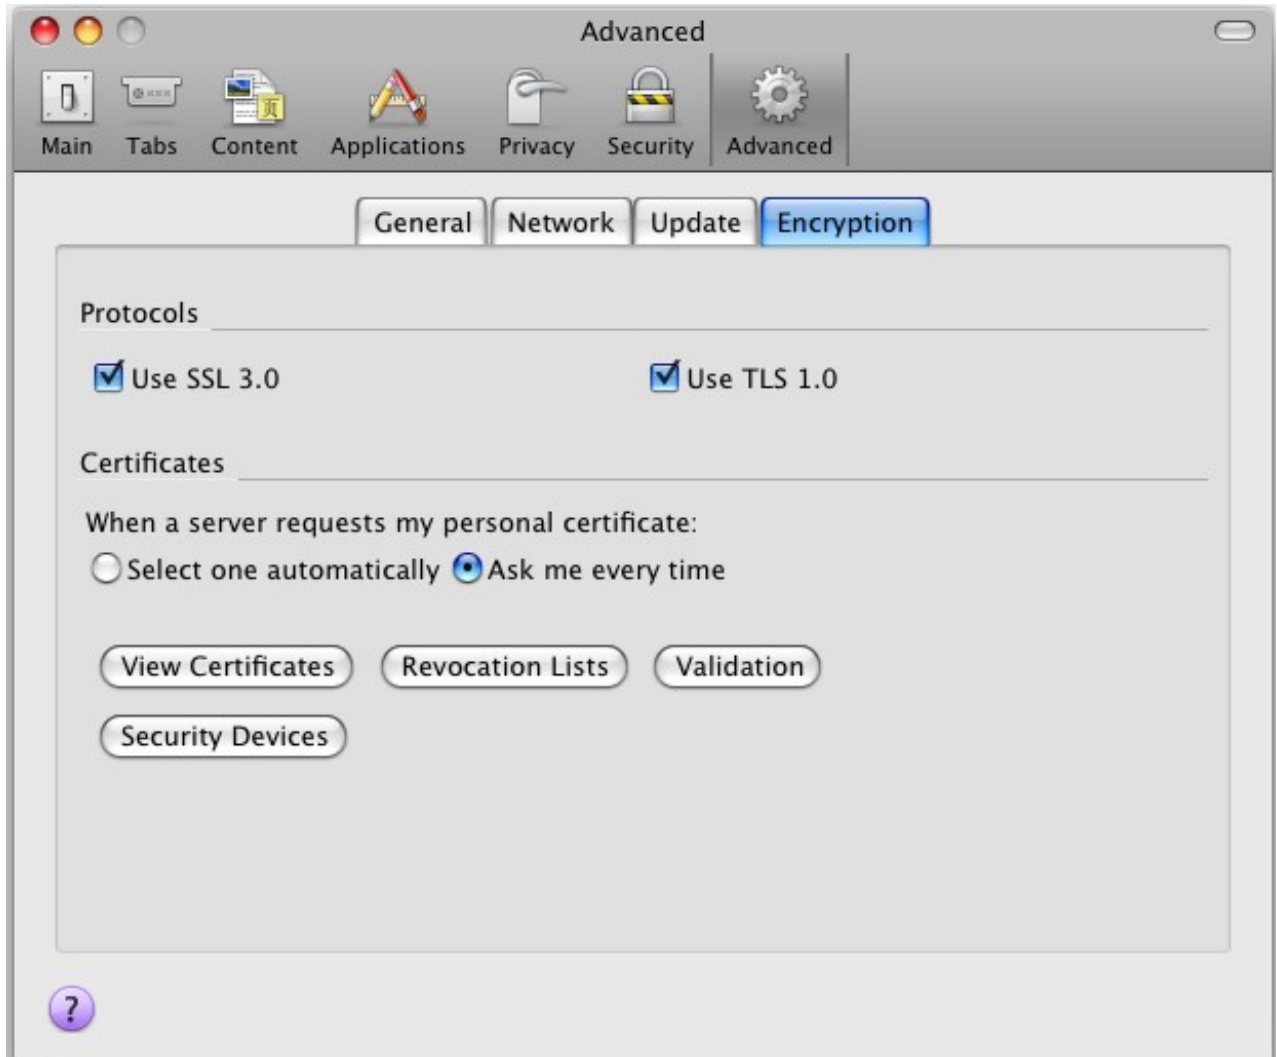 Advanced
页
Main Tabs Content Applications Privacy Security Advanced
General Network Update Encryption
Protocols
Use SSL 3.0 Use TLS 1.0
Certificates
When a server requests my personal certificate:
Select one automatically Ask me every time
View Certificates Revocation Lists Validation
Security Devices
?